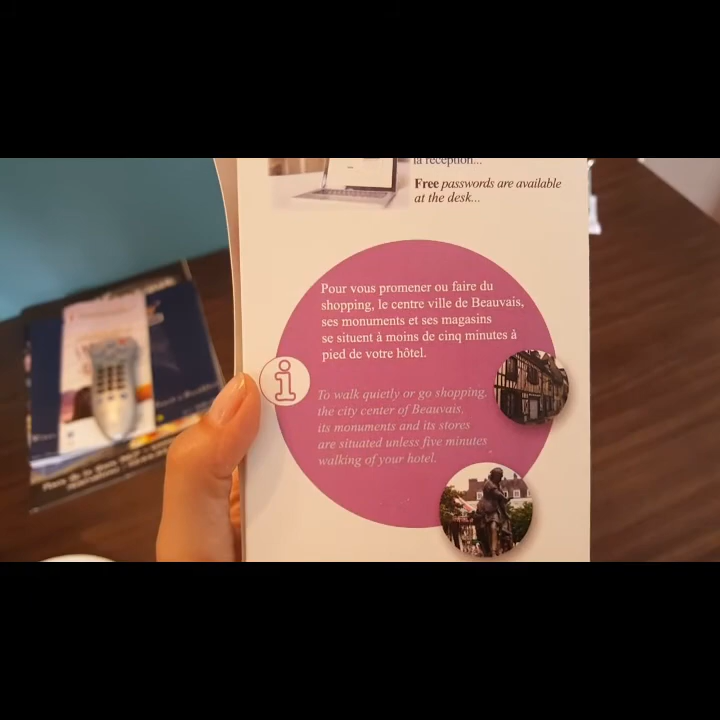 la réception...
Free passwords are available
at the desk...
Pour vous promener ou faire du
shopping, le centre ville de Beauvais,
ses monuments et ses magasins
se situent à moins de cinq minutes à
pied de votre hôtel.
i
To walk quietly or go shopping,
the city center of Beauvais,
its monuments and its stores
are situated unless five minutes
walking of your hotel.